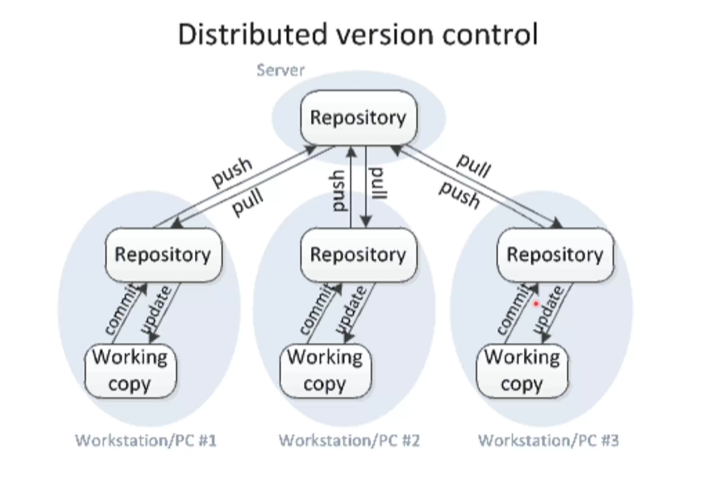 Distributed version control
Server
Repository
push
pull
push
pull
pull
push
Repository
Repository
Repository
commit
update
commit
update
commit
update
Working
copy
Working
copy
Working
copy
Workstation/PC #1
Workstation/PC #2
Workstation/PC #3